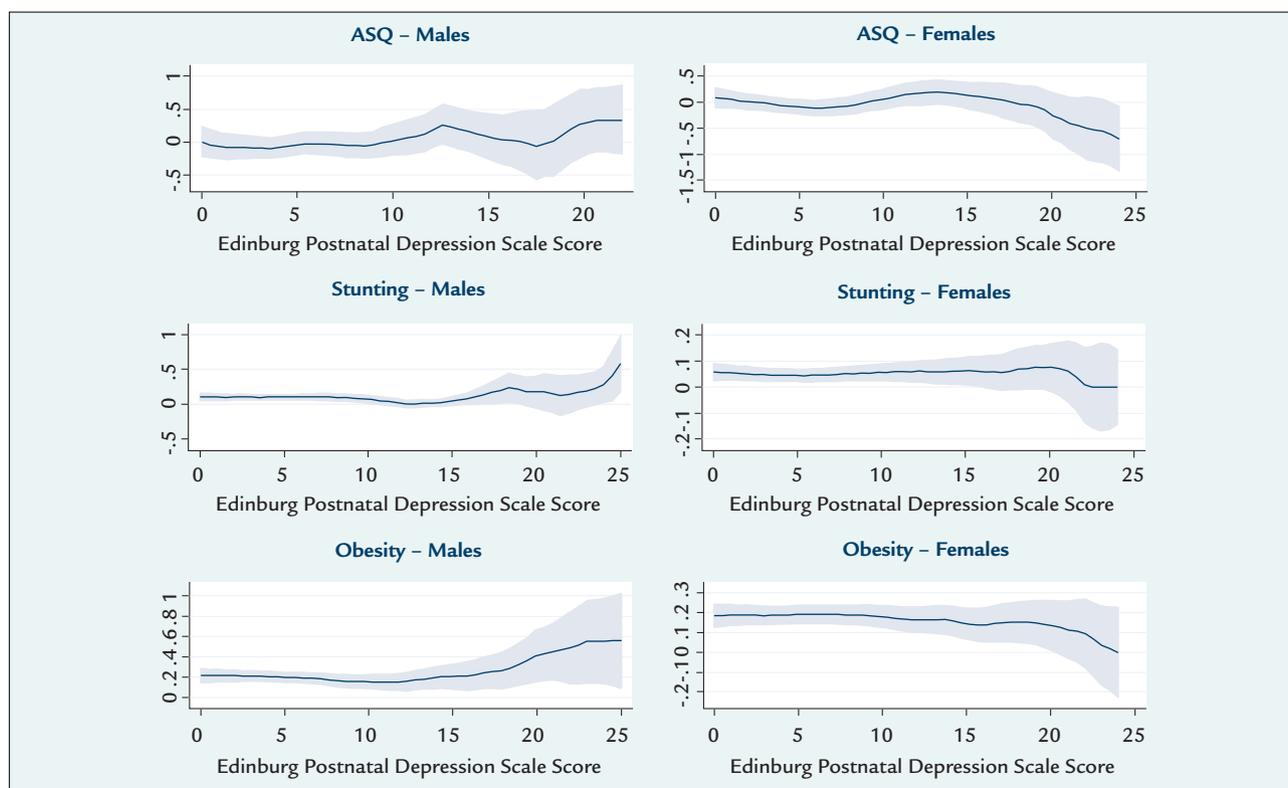 ASQ – Males
1
.5
0
-.5
0 5 10 15 20
Edinburg Postnatal Depression Scale Score
ASQ – Females
.5
0
-.5
-1
-1.5
0 5 10 15 20 25
Edinburg Postnatal Depression Scale Score
Stunting – Males
1
.5
0
-.5
0 5 10 15 20 25
Edinburg Postnatal Depression Scale Score
Stunting – Females
.2
.1
0
-.1
-.2
0 5 10 15 20 25
Edinburg Postnatal Depression Scale Score
Obesity – Males
1
.8
.6
.4
.2
0
0 5 10 15 20 25
Edinburg Postnatal Depression Scale Score
Obesity – Females
.3
.2
.1
0
-.1
-.2
0 5 10 15 20 25
Edinburg Postnatal Depression Scale Score